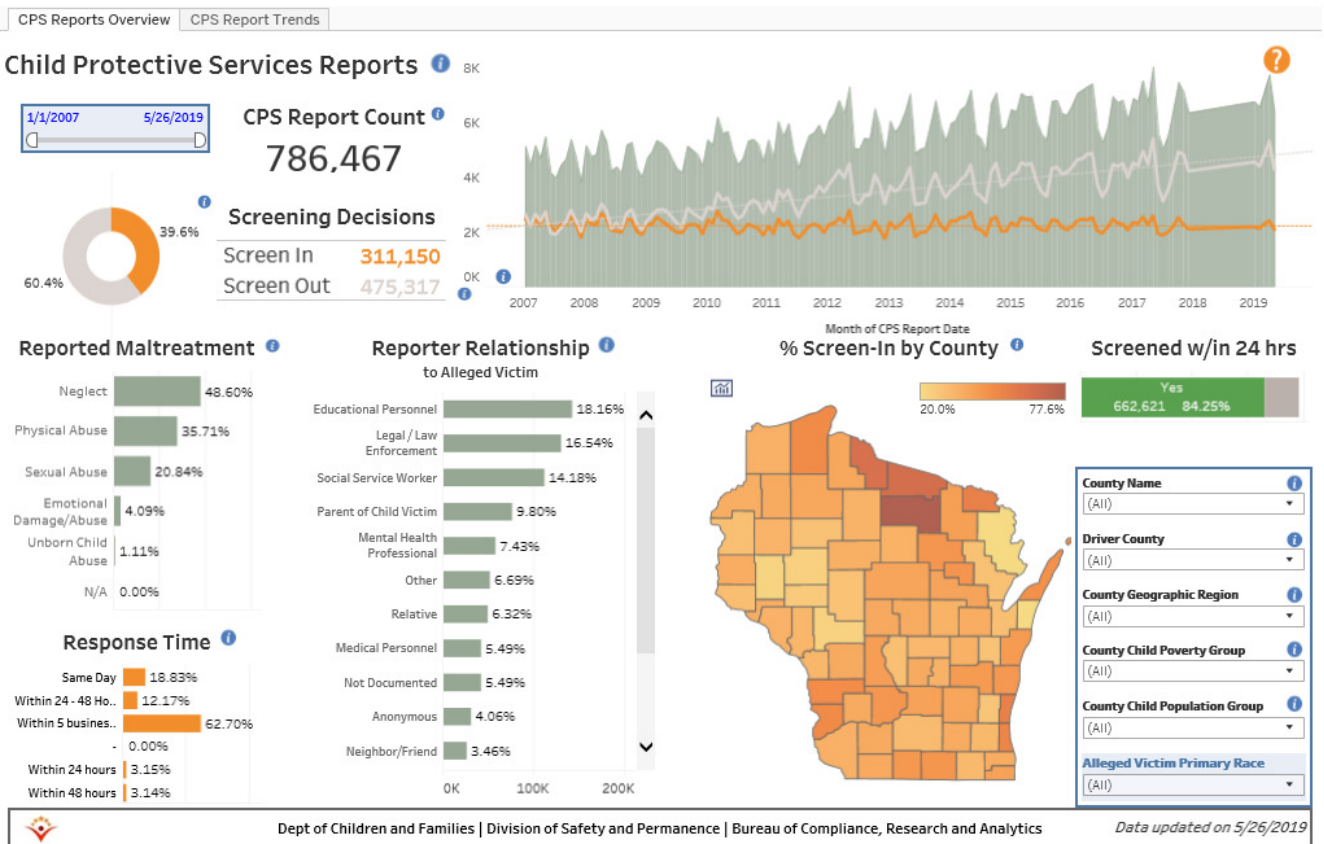 CPS Reports Overview
CPS Report Trends
Child Protective Services Reports
1/1/2007
5/26/2019
CPS Report Count
786,467
39.6%
60.4%
Screening Decisions
Screen In
311,150
Screen Out
475,317
8K
6K
4K
2K
0K
2007
2008
2009
2010
2011
2012
2013
2014
2015
2016
2017
2018
2019
Month of CPS Report Date
?
Reported Maltreatment
Neglect
48.60%
Physical Abuse
35.71%
Sexual Abuse
20.84%
Emotional
Damage/Abuse
4.09%
Unborn Child
Abuse
1.11%
N/A
0.00%
Response Time
Same Day
18.83%
Within 24 - 48 Ho..
12.17%
Within 5 busines..
62.70%
-
0.00%
Within 24 hours
3.15%
Within 48 hours
3.14%
Reporter Relationship
to Alleged Victim
Educational Personnel
18.16%
Legal / Law
Enforcement
16.54%
Social Service Worker
14.18%
Parent of Child Victim
9.80%
Mental Health
Professional
7.43%
Other
6.69%
Relative
6.32%
Medical Personnel
5.49%
Not Documented
5.49%
Anonymous
4.06%
Neighbor/Friend
3.46%
0K
100K
200K
% Screen-In by County
20.0%
77.6%
Screened w/in 24 hrs
Yes
662,621 84.25%
County Name
(All)
Driver County
(All)
County Geographic Region
(All)
County Child Poverty Group
(All)
County Child Population Group
(All)
Alleged Victim Primary Race
(All)
Dept of Children and Families | Division of Safety and Permanence | Bureau of Compliance, Research and Analytics
Data updated on 5/26/2019